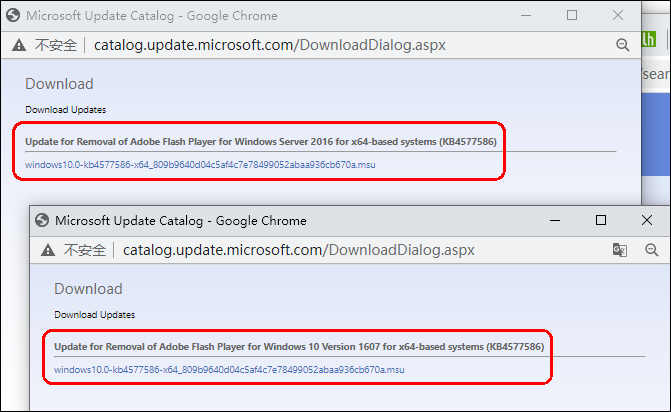 Microsoft Update Catalog - Google Chrome
不安全 catalog.update.microsoft.com/DownloadDialog.aspx
lh
/sear
Download
Download Updates
Update for Removal of Adobe Flash Player for Windows Server 2016 for x64-based systems (KB4577586)
windows10.0-kb4577586-x64_809b9640d04c5af4c7e78499052abaa936cb670a.msu
Microsoft Update Catalog - Google Chrome
不安全 catalog.update.microsoft.com/DownloadDialog.aspx
Download
Download Updates
Update for Removal of Adobe Flash Player for Windows 10 Version 1607 for x64-based systems (KB4577586)
windows10.0-kb4577586-x64_809b9640d04c5af4c7e78499052abaa936cb670a.msu